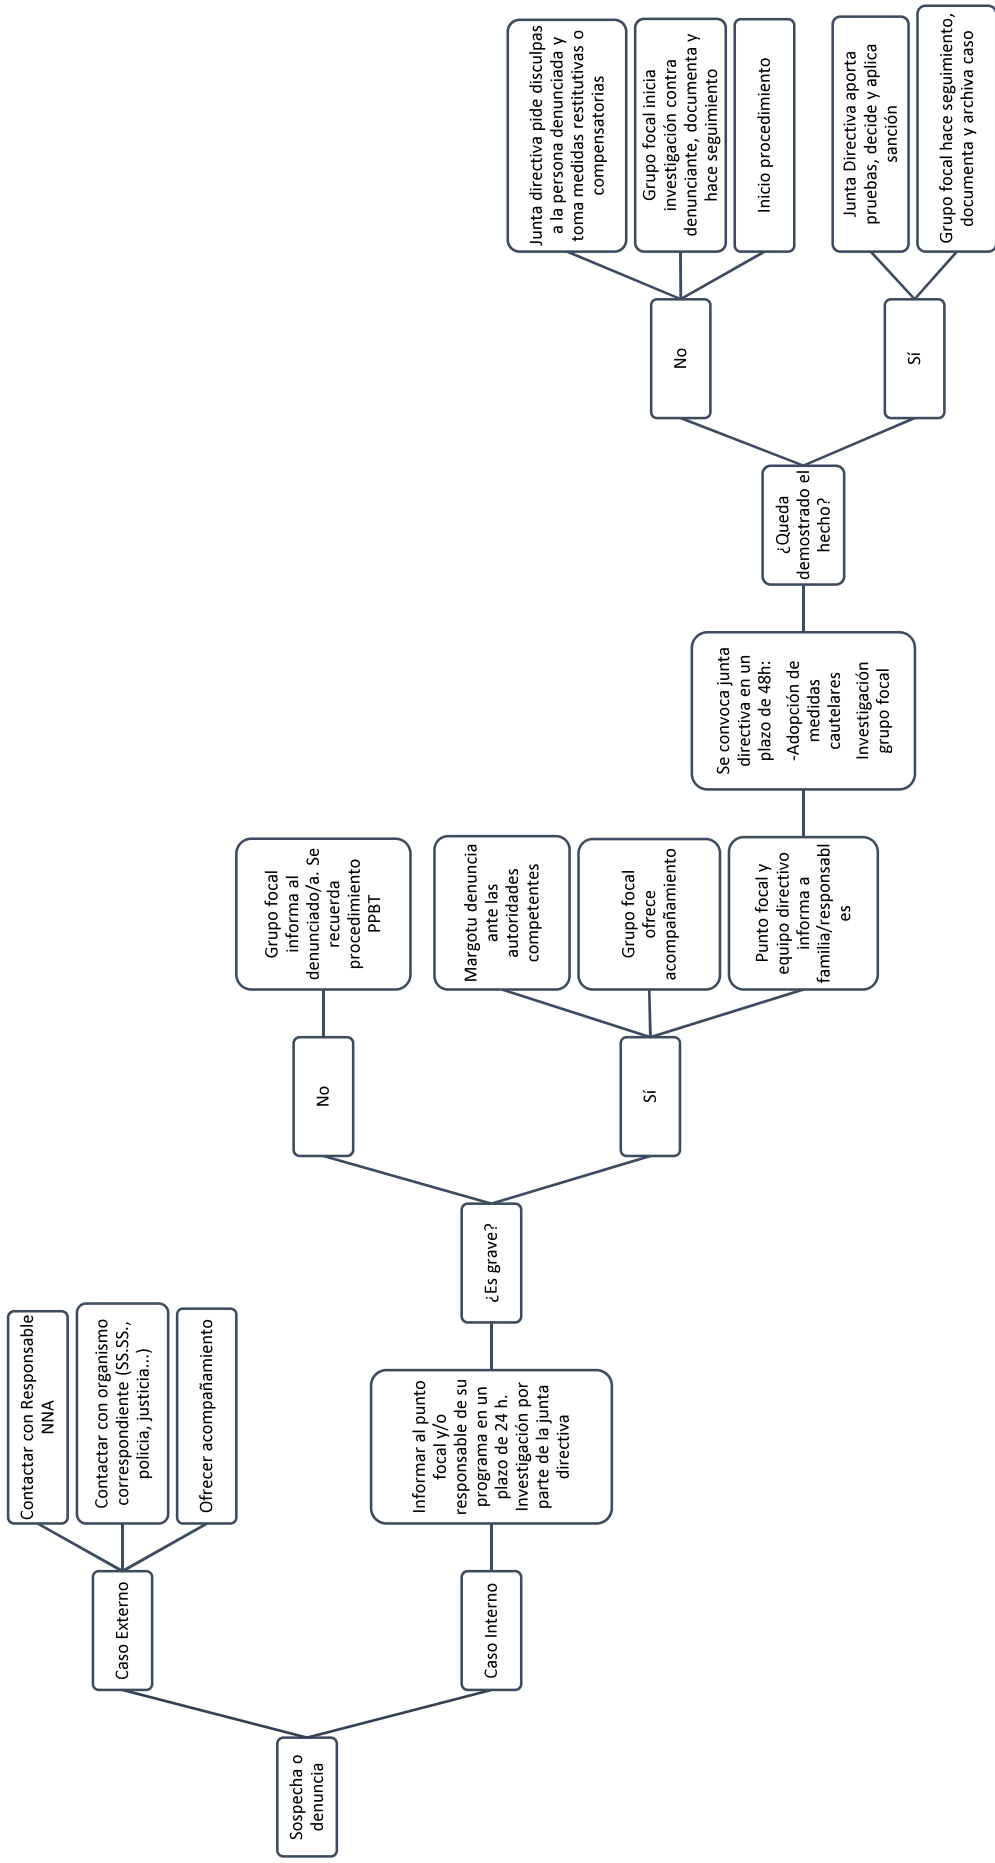 Sospecha o
denuncia
Caso Externo
Contactar con Responsable
NNA
Contactar con organismo
correspondiente (SS.SS.,
policia, justicia...)
Ofrecer acompañamiento
Caso Interno
Informar al punto
focal y/o
responsable de su
programa en un
plazo de 24 h.
Investigación por
parte de la junta
directiva
¿Es grave?
No
Grupo focal
informa al
denunciado/a. Se
recuerda
procedimiento
PPBT
Sí
Margotu denuncia
ante las
autoridades
competentes
Grupo focal
ofrece
acompañamiento
Punto focal y
equipo directivo
informa a
familia/responsabl
es
Se convoca junta
directiva en un
plazo de 48h:
-Adopción de
medidas
cautelares
Investigación
grupo focal
¿Queda
demostrado el
hecho?
No
Junta directiva pide disculpas
a la persona denunciada y
toma medidas restitutivas o
compensatorias
Grupo focal inicia
investigación contra
denunciante, documenta y
hace seguimiento
Inicio procedimiento
Sí
Junta Directiva aporta
pruebas, decide y aplica
sanción
Grupo focal hace seguimiento,
documenta y archiva caso